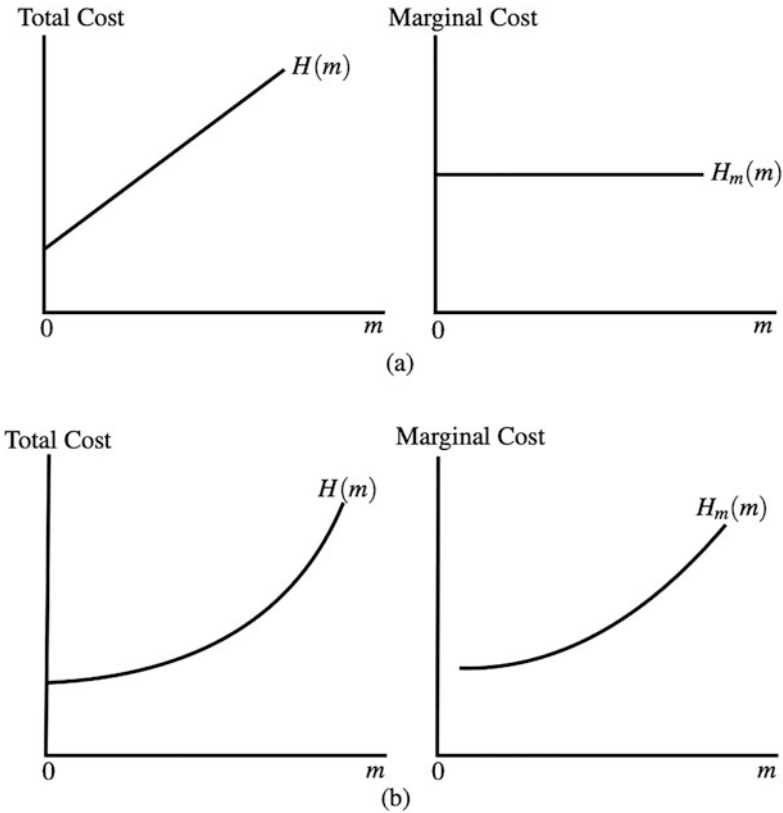 Total Cost
H(m)
0
m
Marginal Cost
H_m(m)
0
m
(a)
Total Cost
H(m)
0
m
Marginal Cost
H_m(m)
0
m
(b)